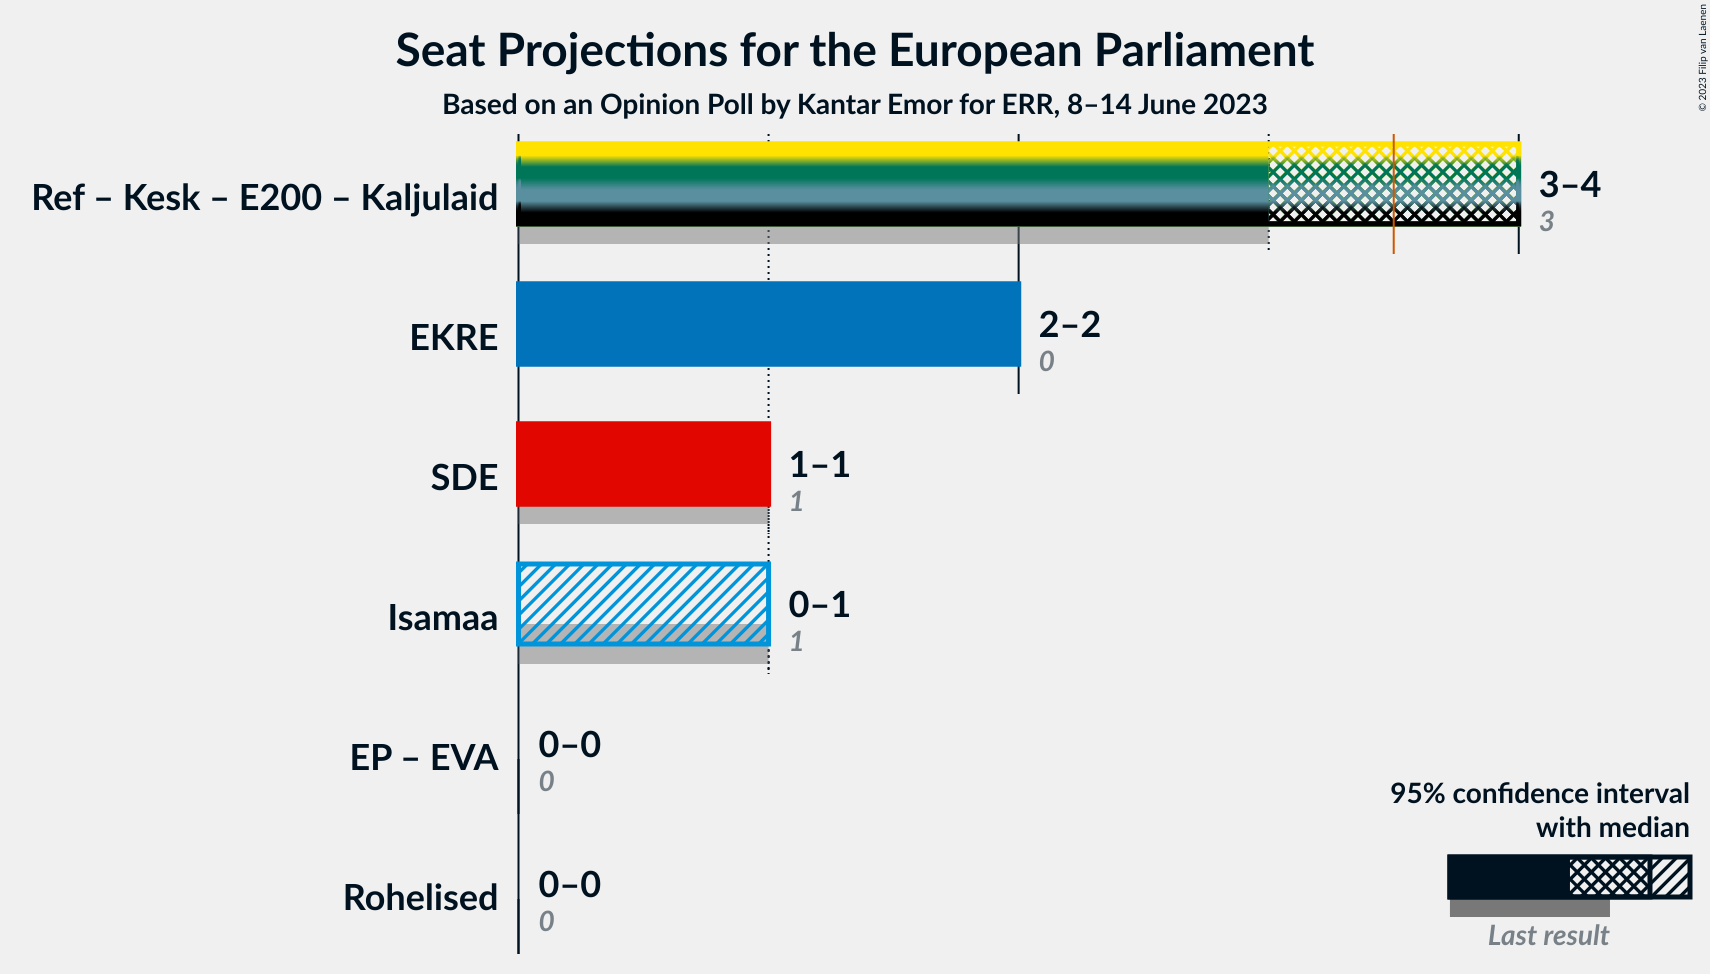 Seat Projections for the European Parliament
Based on an Opinion Poll by Kantar Emor for ERR, 8–14 June 2023
© 2023 Filip van Laenen
Ref – Kesk – E200 – Kaljulaid
3–4
3
EKRE
2–2
0
SDE
1–1
1
Isamaa
0–1
1
EP – EVA
0–0
0
Rohelised
0–0
0
95% confidence interval
with median
Last result